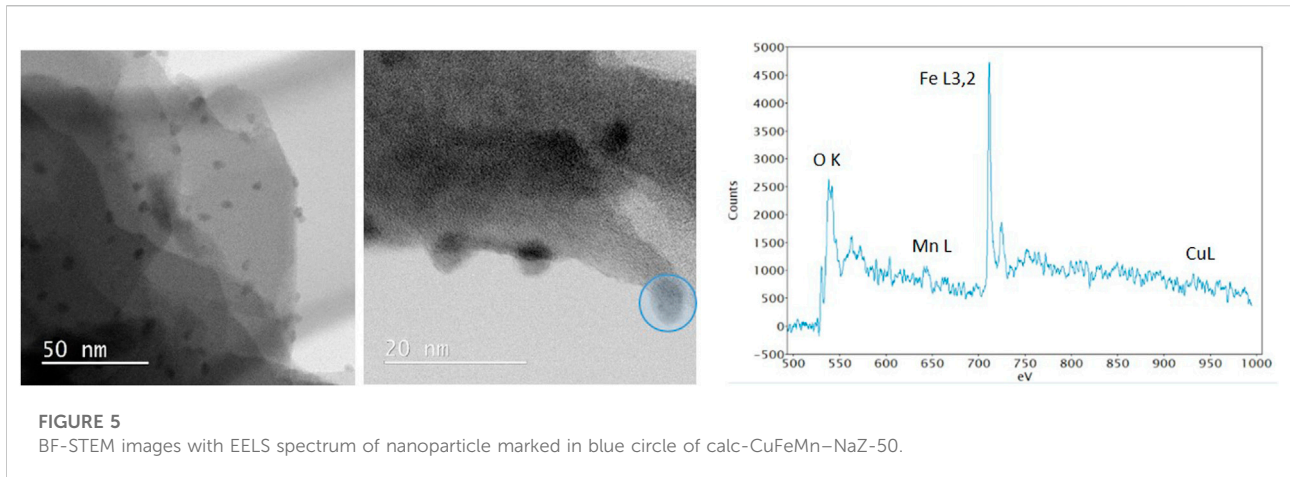 50 nm
20 nm
5000
4500
4000
3500
3000
2500
2000
1500
1000
500
0
−500
Counts
O K
Mn L
Fe L3,2
CuL
500 550 600 650 700 750 800 850 900 950 1000
eV
FIGURE 5
BF-STEM images with EELS spectrum of nanoparticle marked in blue circle of calc-CuFeMn–NaZ-50.